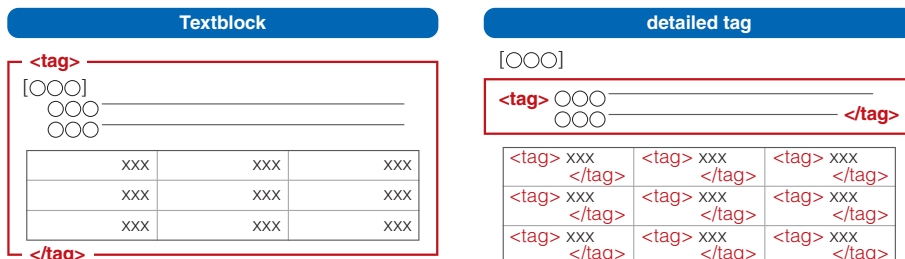 Textblock
<tag>
[○○○]
○○○
○○○
xxx xxx xxx
xxx xxx xxx
xxx xxx xxx
</tag>
detailed tag
[○○○]
<tag> ○○○
○○○ </tag>
<tag> xxx <tag> xxx <tag> xxx
</tag> </tag> </tag>
<tag> xxx <tag> xxx <tag> xxx
</tag> </tag> </tag>
<tag> xxx <tag> xxx <tag> xxx
</tag> </tag> </tag>